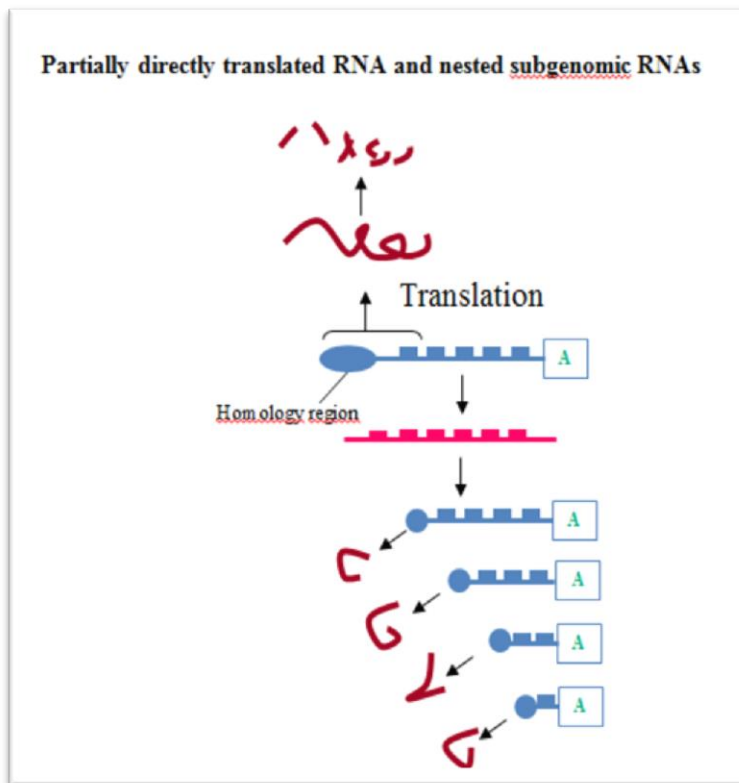 Partially directly translated RNA and nested subgenomic RNAs
Translation
A
Homology region
A
A
A
A